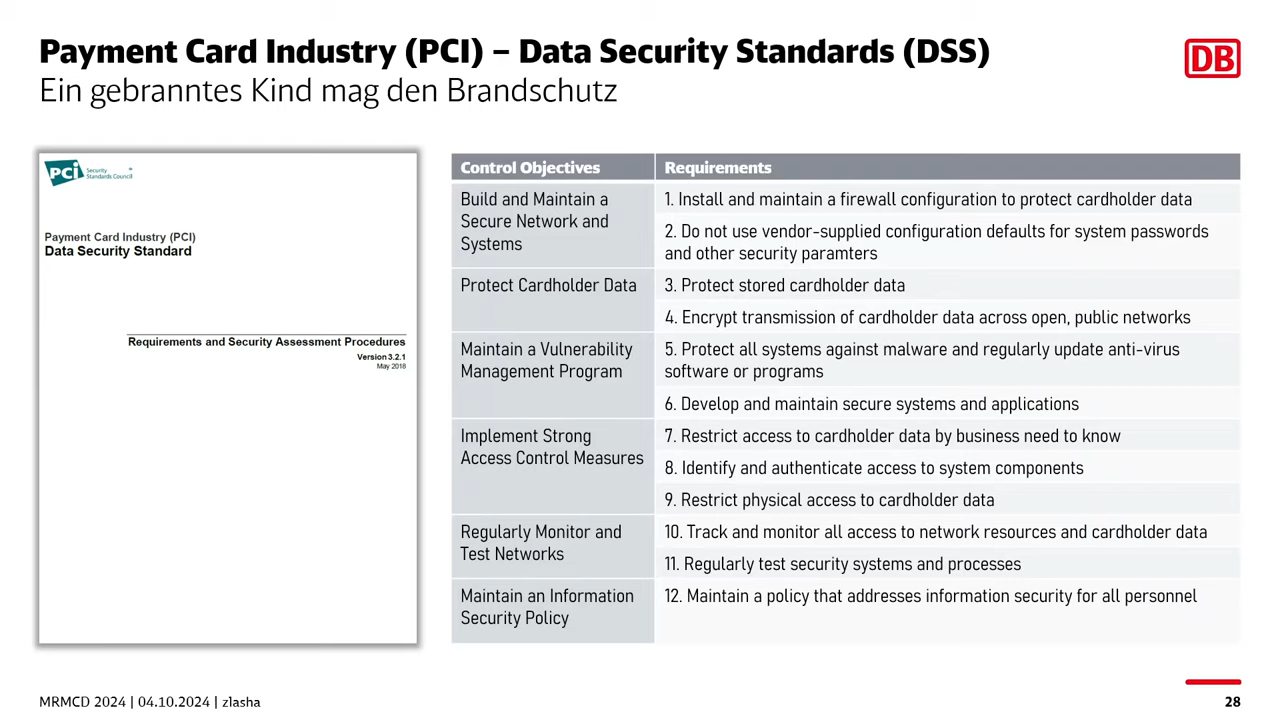 Payment Card Industry (PCI) – Data Security Standards (DSS)
Ein gebranntes Kind mag den Brandschutz
DB
PCI Security
Standards Council
Payment Card Industry (PCI)
Data Security Standard
Requirements and Security Assessment Procedures
Version 3.2.1
May 2018
Control Objectives
Requirements
Build and Maintain a
Secure Network and
Systems
1. Install and maintain a firewall configuration to protect cardholder data
2. Do not use vendor-supplied configuration defaults for system passwords
and other security paramters
Protect Cardholder Data
3. Protect stored cardholder data
4. Encrypt transmission of cardholder data across open, public networks
Maintain a Vulnerability
Management Program
5. Protect all systems against malware and regularly update anti-virus
software or programs
6. Develop and maintain secure systems and applications
Implement Strong
Access Control Measures
7. Restrict access to cardholder data by business need to know
8. Identify and authenticate access to system components
9. Restrict physical access to cardholder data
Regularly Monitor and
Test Networks
10. Track and monitor all access to network resources and cardholder data
11. Regularly test security systems and processes
Maintain an Information
Security Policy
12. Maintain a policy that addresses information security for all personnel
MRMCD 2024 | 04.10.2024 | zlasha
28